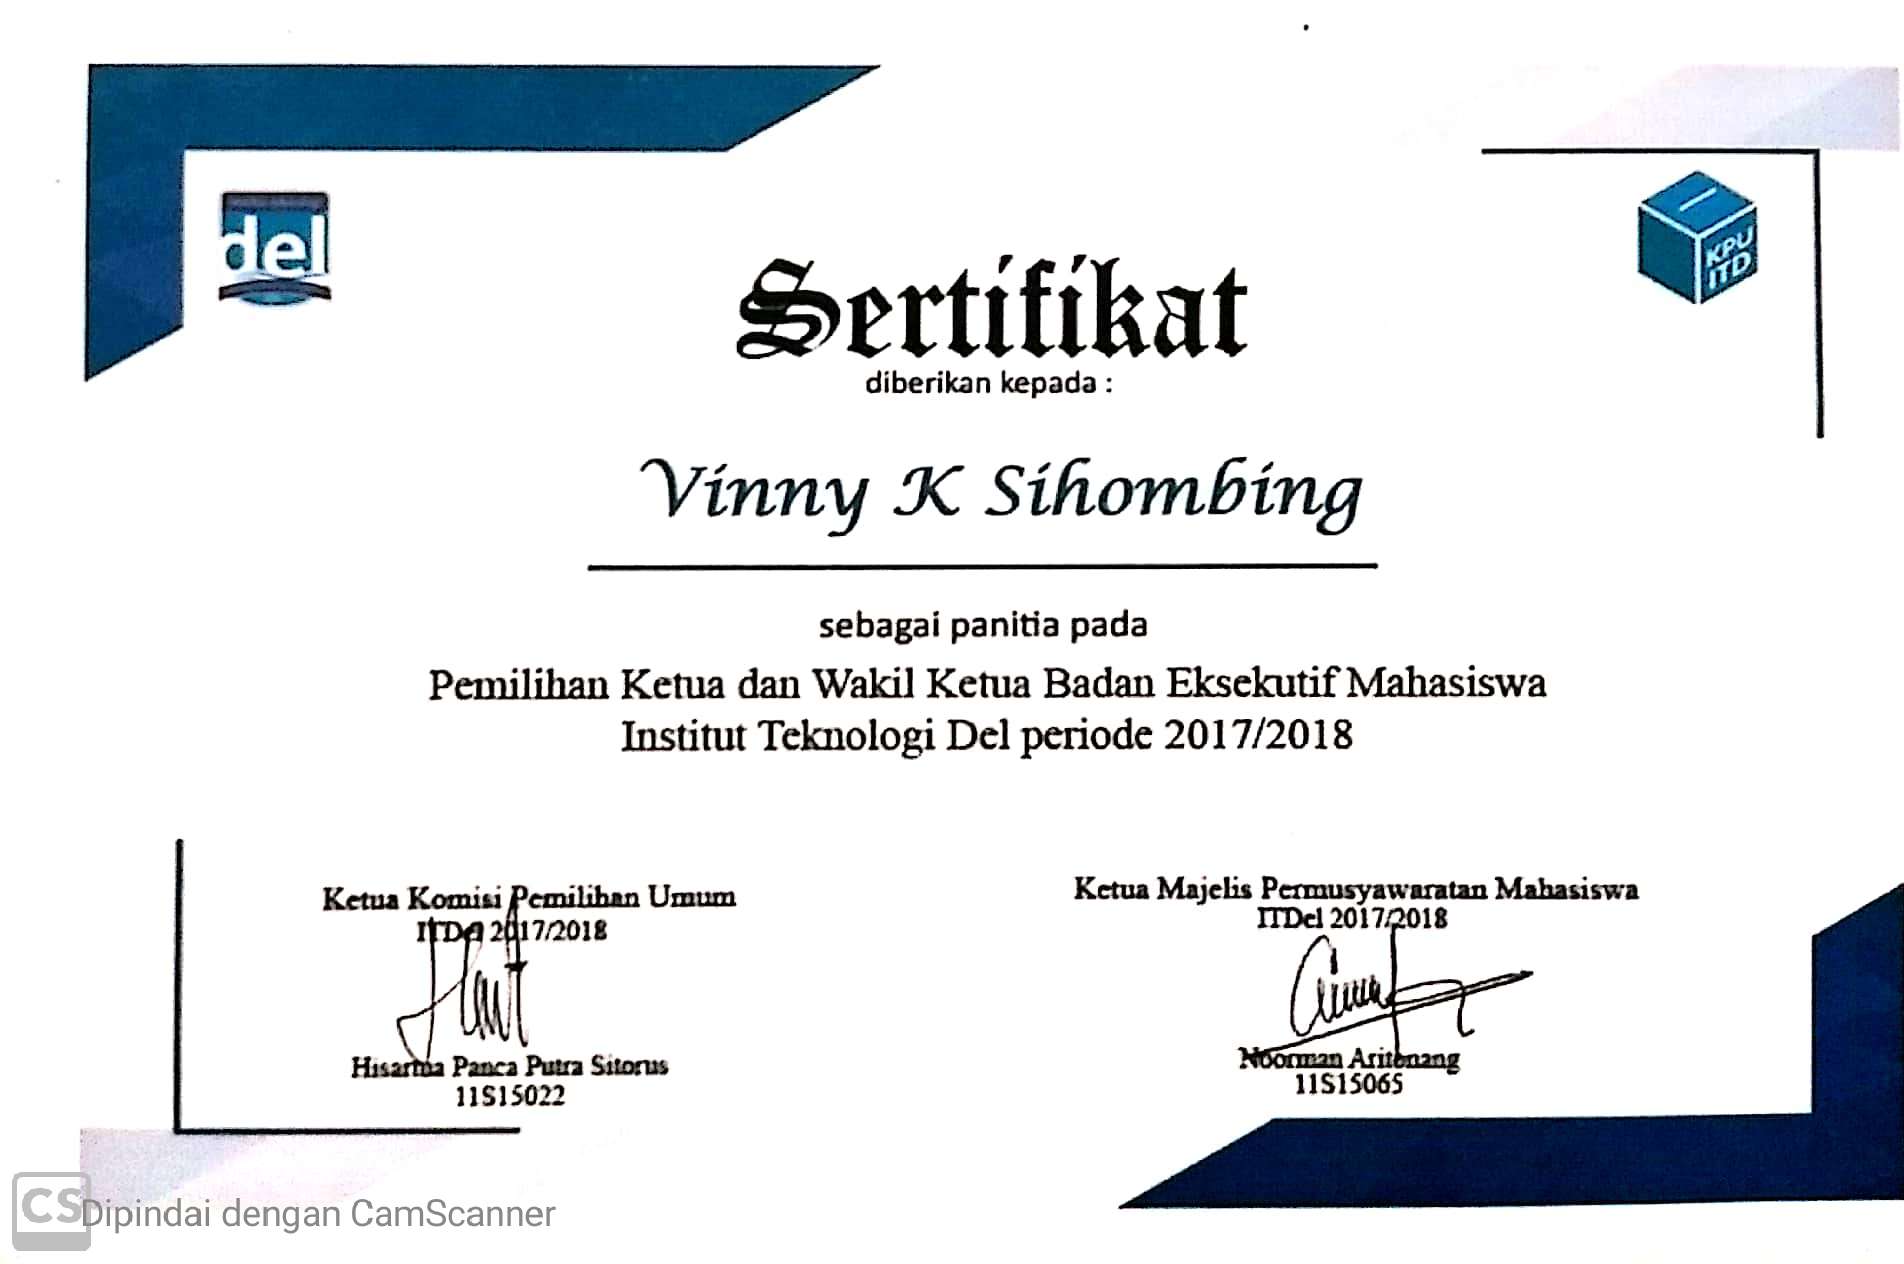 del
KPU
ITD
Sertifikat
diberikan kepada :
Vinny K Sihombing
sebagai panitia pada
Pemilihan Ketua dan Wakil Ketua Badan Eksekutif Mahasiswa
Institut Teknologi Del periode 2017/2018
Ketua Komisi Pemilihan Umum
ITDel 2017/2018
Hisarma Panca Putra Sitorus
11S15022
Ketua Majelis Permusyawaratan Mahasiswa
ITDel 2017/2018
Noorman Aritonang
11S15065
CS Dipindai dengan CamScanner